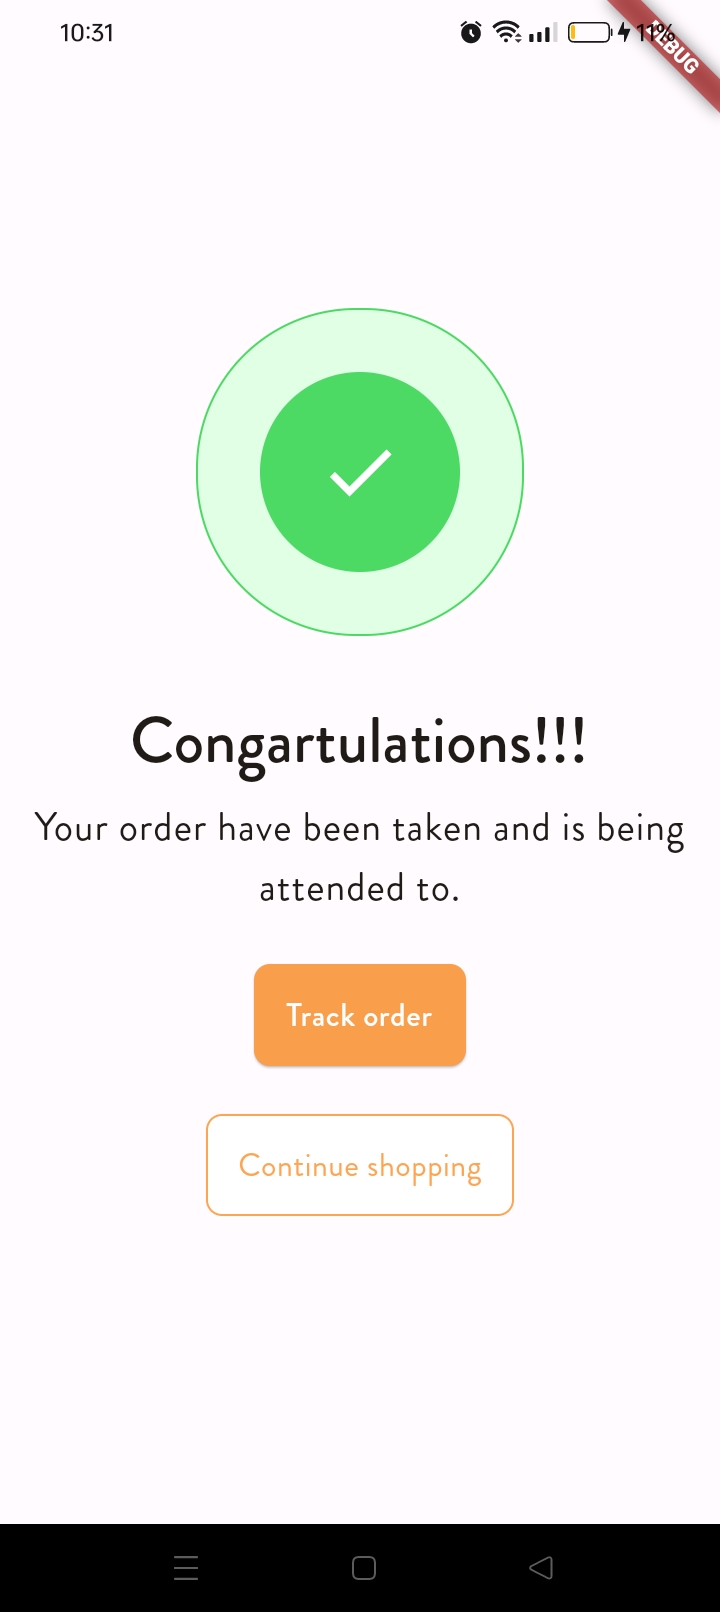 10:31
11%
DEBUG
Congartulations!!!
Your order have been taken and is being
attended to.
Track order
Continue shopping